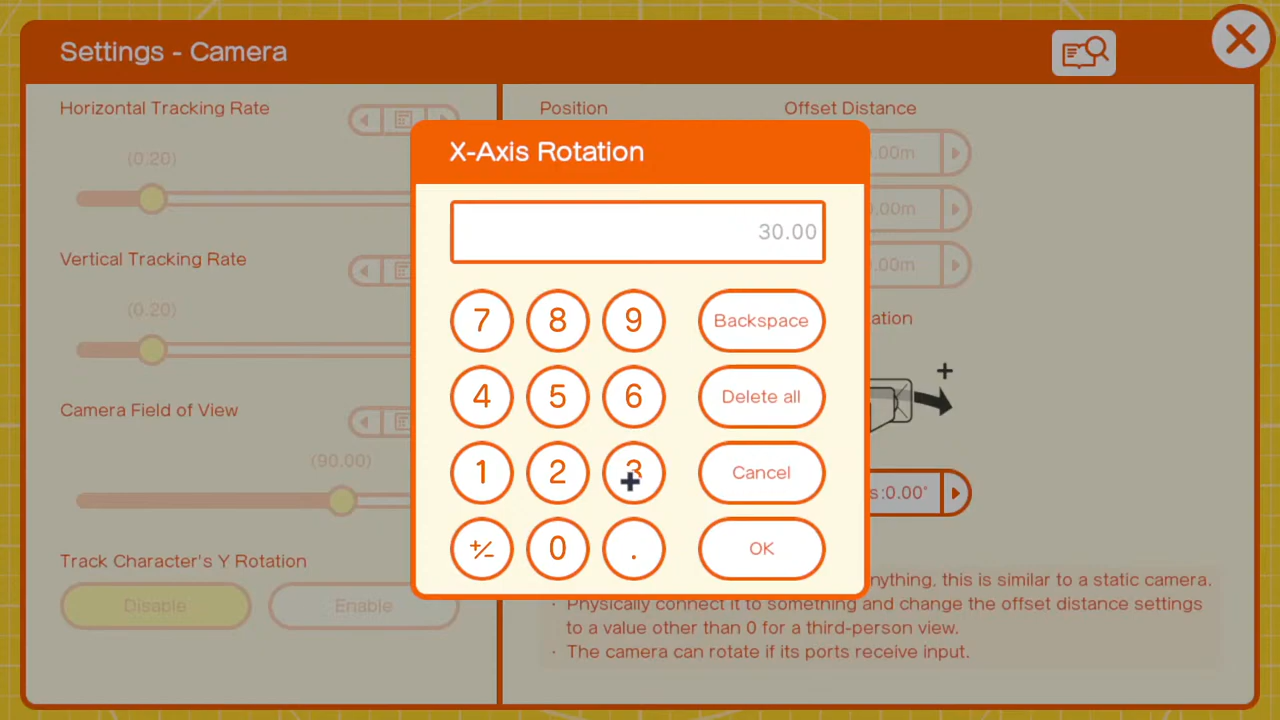 Settings - Camera
Horizontal Tracking Rate
(0.20)
Vertical Tracking Rate
(0.20)
Camera Field of View
(90.00)
Track Character's Y Rotation
Disable
Enable
Position
Offset Distance
.00m
0.00m
.00m
ation
+
s:0.00°
X-Axis Rotation
30.00
7 8 9 Backspace
4 5 6 Delete all
1 2 3 Cancel
+/- 0 . OK
nything, this is similar to a static camera.
· Physically connect it to something and change the offset distance settings
to a value other than 0 for a third-person view.
· The camera can rotate if its ports receive input.